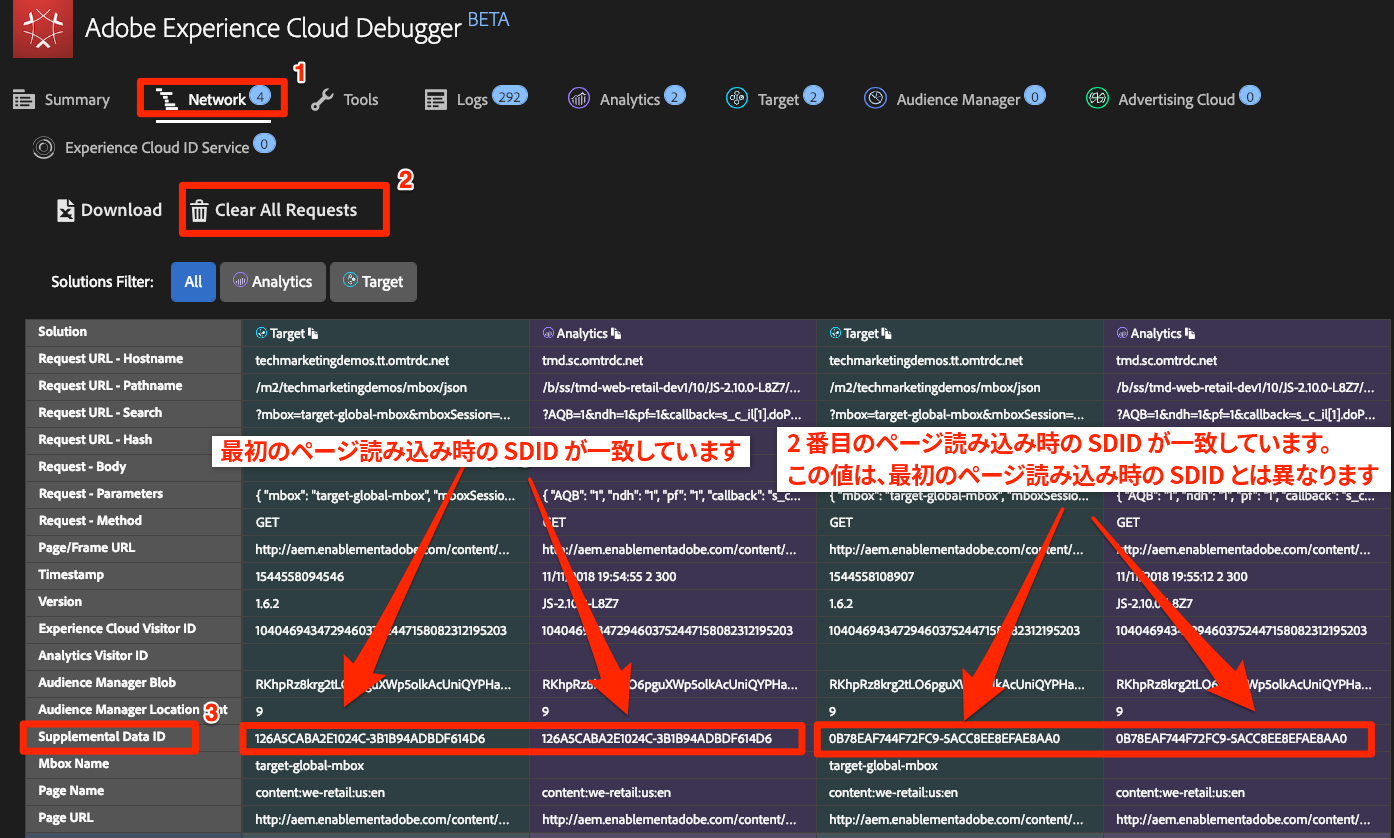 Adobe Experience Cloud Debugger BETA
1
Summary Network 4 Tools Logs 292 Analytics 2 Target 2 Audience Manager 0 Advertising Cloud 0
Experience Cloud ID Service 0
2
Download Clear All Requests
Solutions Filter: All Analytics Target
Solution Target Analytics Target Analytics
Request URL - Hostname techmarketingdemos.tt.omtrdc.net tmd.sc.omtrdc.net techmarketingdemos.tt.omtrdc.net tmd.sc.omtrdc.net
Request URL - Pathname /m2/techmarketingdemos/mbox/json /b/ss/tmd-web-retail-dev1/10/JS-2.10.0-L8Z7/... /m2/techmarketingdemos/mbox/json /b/ss/tmd-web-retail-dev1/10/JS-2.10.0-L8Z7/...
Request URL - Search ?mbox=target-global-mbox&mboxSession=... ?AQB=1&ndh=1&pf=1&callback=s_c_il[1].doP... ?mbox=target-global-mbox&mboxSession=... ?AQB=1&ndh=1&pf=1&callback=s_c_il[1].doP...
Request URL - Hash
最初のページ読み込み時の SDID が一致しています
2 番目のページ読み込み時の SDID が一致しています。
この値は、最初のページ読み込み時の SDID とは異なります
Request - Body
Request - Parameters { "mbox": "target-global-mbox", "mboxSessio... { "AQB": "1", "ndh": "1", "pf": "1", "callback": "s_c... { "mbox": "target-global-mbox", "mboxSessio... { "AQB": "1", "ndh": "1", "pf": "1", "callback": "s_c...
Request - Method GET GET GET GET
Page/Frame URL http://aem.enablementadobe.com/content/... http://aem.enablementadobe.com/content/... http://aem.enablementadobe.com/content/... http://aem.enablementadobe.com/content/...
Timestamp 1544558094546 11/11/2018 19:54:55 2 300 1544558108907 11/11/2018 19:55:12 2 300
Version 1.6.2 JS-2.10.0-L8Z7 1.6.2 JS-2.10.0-L8Z7
Experience Cloud Visitor ID 10404694347294603752447158082312195203 10404694347294603752447158082312195203 10404694347294603752447158082312195203 10404694347294603752447158082312195203
Analytics Visitor ID
Audience Manager Blob RKhpRz8krg2tLO6pguXWp5olkAcUniQYPHa... RKhpRz8krg2tLO6pguXWp5olkAcUniQYPHa... RKhpRz8krg2tLO6pguXWp5olkAcUniQYPHa... RKhpRz8krg2tLO6pguXWp5olkAcUniQYPHa...
Audience Manager Location Hint 9 9 9 9
3
Supplemental Data ID 126A5CABA2E1024C-3B1B94ADBDF614D6 126A5CABA2E1024C-3B1B94ADBDF614D6 0B78EAF744F72FC9-5ACC8EE8EFAE8AA0 0B78EAF744F72FC9-5ACC8EE8EFAE8AA0
Mbox Name target-global-mbox target-global-mbox
Page Name content:we-retail:us:en content:we-retail:us:en content:we-retail:us:en content:we-retail:us:en
Page URL http://aem.enablementadobe.com/content/... http://aem.enablementadobe.com/content/... http://aem.enablementadobe.com/content/... http://aem.enablementadobe.com/content/...